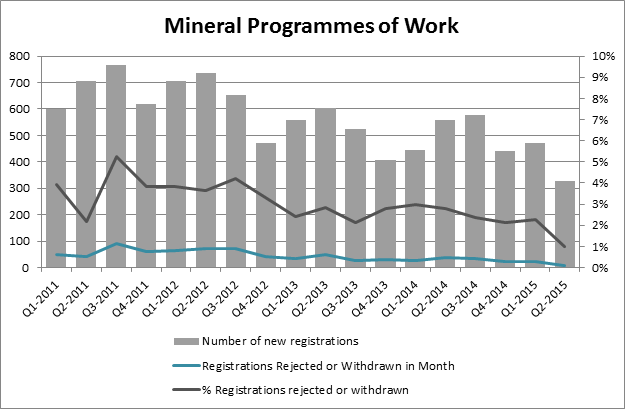 Mineral Programmes of Work
800
700
600
500
400
300
200
100
0
10%
9%
8%
7%
6%
5%
4%
3%
2%
1%
0%
Q1-2011
Q2-2011
Q3-2011
Q4-2011
Q1-2012
Q2-2012
Q3-2012
Q4-2012
Q1-2013
Q2-2013
Q3-2013
Q4-2013
Q1-2014
Q2-2014
Q3-2014
Q4-2014
Q1-2015
Q2-2015
Number of new registrations
Registrations Rejected or Withdrawn in Month
% Registrations rejected or withdrawn